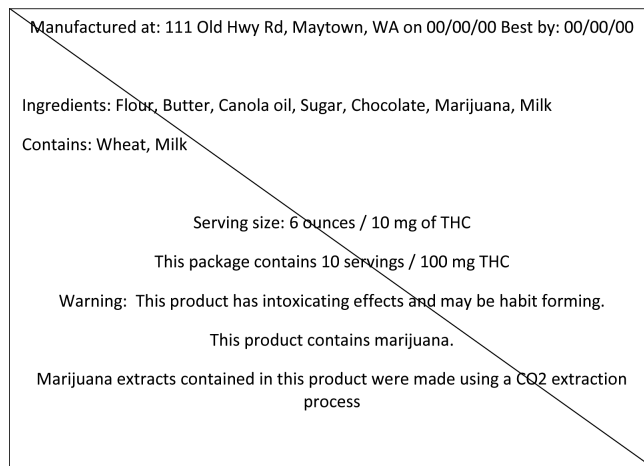 Manufactured at: 111 Old Hwy Rd, Maytown, WA on 00/00/00 Best by: 00/00/00
Ingredients: Flour, Butter, Canola oil, Sugar, Chocolate, Marijuana, Milk
Contains: Wheat, Milk
Serving size: 6 ounces / 10 mg of THC
This package contains 10 servings / 100 mg THC
Warning:  This product has intoxicating effects and may be habit forming.
This product contains marijuana.
Marijuana extracts contained in this product were made using a CO2 extraction
process